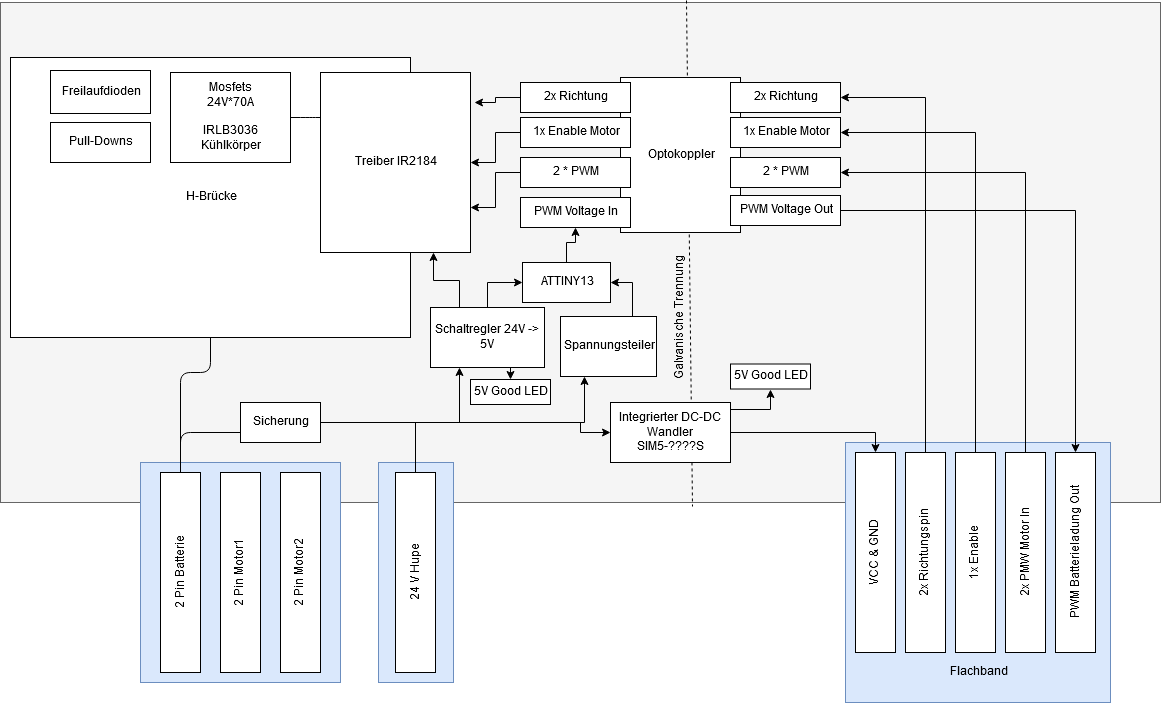 Freilaufdioden
Pull-Downs
Mosfets
24V*70A
IRLB3036
Kühlkörper
H-Brücke
Treiber IR2184
2x Richtung
1x Enable Motor
2 * PWM
PWM Voltage In
Optokoppler
2x Richtung
1x Enable Motor
2 * PWM
PWM Voltage Out
ATTINY13
Schaltregler 24V ->
5V
Spannungsteiler
5V Good LED
Galvanische Trennung
5V Good LED
Sicherung
Integrierter DC-DC
Wandler
SIM5-????S
2 Pin Batterie
2 Pin Motor1
2 Pin Motor2
24 V Hupe
VCC & GND
2x Richtungspin
1x Enable
2x PMW Motor In
PWM Batterieladung Out
Flachband